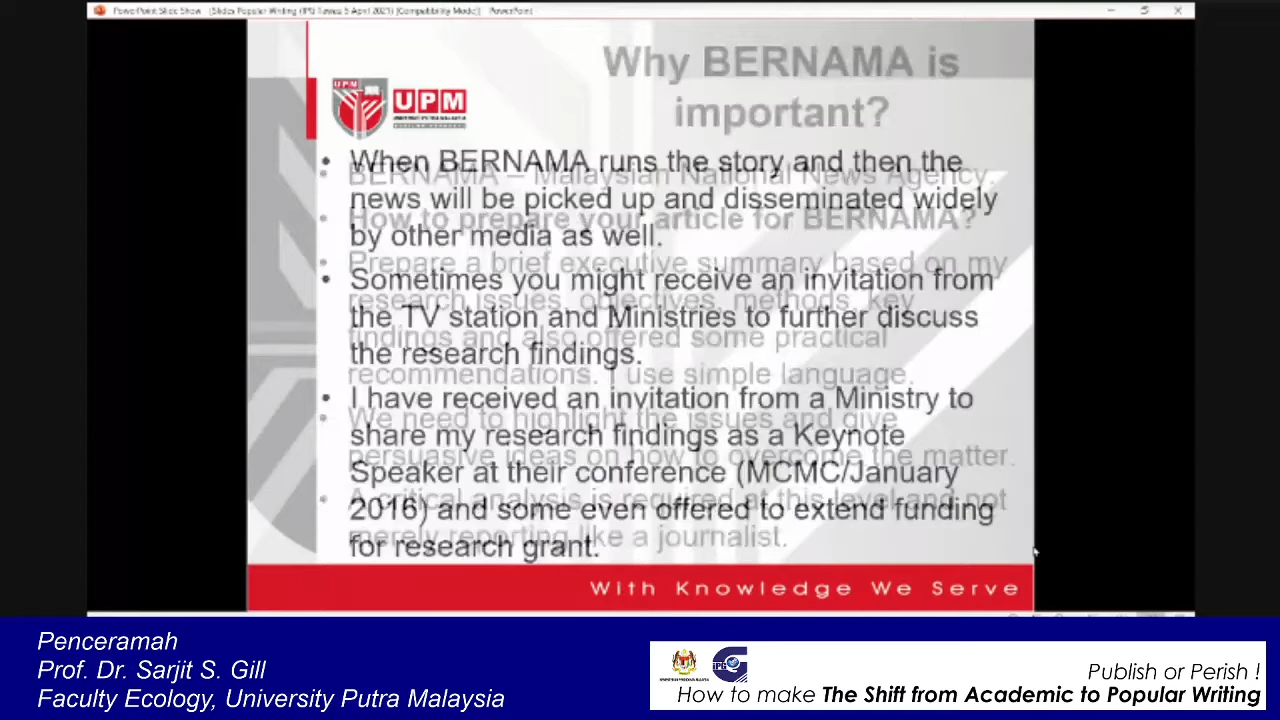 PowerPoint Slide Show - [Slides Popular Writing (IPG Tawau 5 April 2021) [Compatibility Mode]] - PowerPoint
Why BERNAMA is
important?
UPM
UPM
• When BERNAMA runs the story and then the
news will be picked up and disseminated widely
by other media as well.
• Sometimes you might receive an invitation from
the TV station and Ministries to further discuss
the research findings.
• I have received an invitation from a Ministry to
share my research findings as a Keynote
Speaker at their conference (MCMC/January
2016) and some even offered to extend funding
for research grant.
• BERNAMA – Malaysian National News Agency.
• How to prepare your article for BERNAMA?
• Prepare a brief executive summary based on my
research issues, objectives, methods, key
findings and also offered some practical
recommendations. I use simple language.
• We need to highlight the issues and give
persuasive ideas on how to overcome the matter.
• A critical analysis is required at this level and not
merely reporting like a journalist.
With Knowledge We Serve
Penceramah
Prof. Dr. Sarjit S. Gill
Faculty Ecology, University Putra Malaysia
IPG
Publish or Perish !
How to make The Shift from Academic to Popular Writing